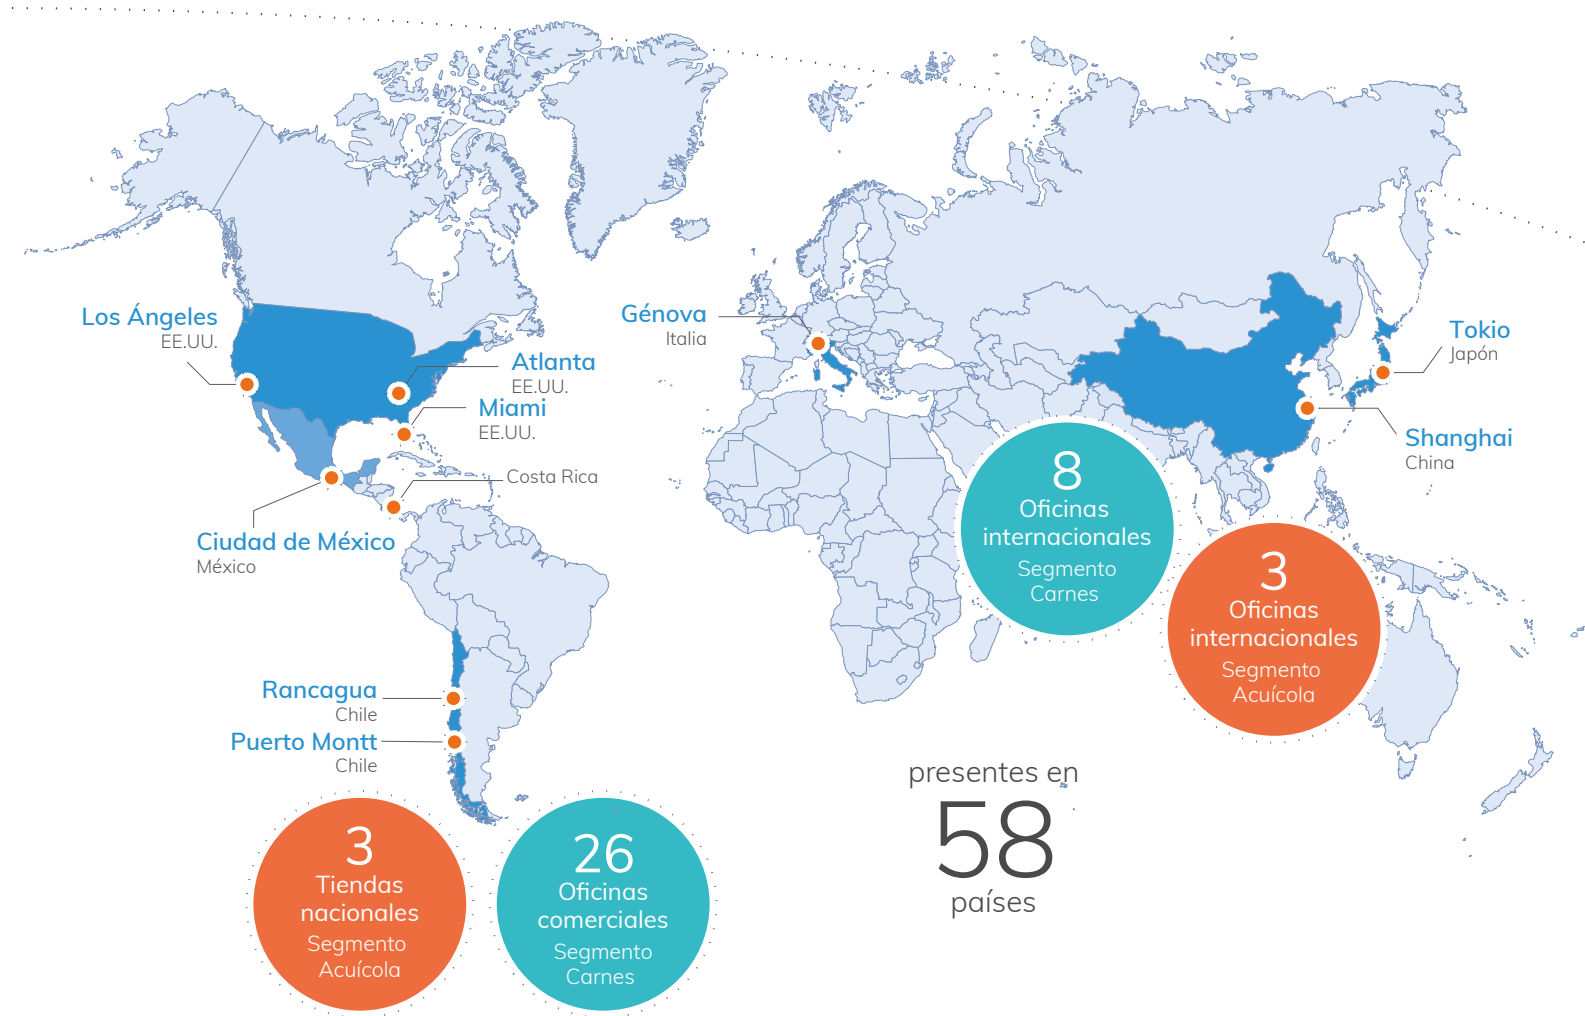 Los Ángeles
EE.UU.
Atlanta
EE.UU.
Miami
EE.UU.
Costa Rica
Ciudad de México
México
Génova
Italia
Tokio
Japón
Shanghai
China
8
Oficinas
internacionales
Segmento
Carnes
3
Oficinas
internacionales
Segmento
Acuícola
Rancagua
Chile
Puerto Montt
Chile
3
Tiendas
nacionales
Segmento
Acuícola
26
Oficinas
comerciales
Segmento
Carnes
presentes en
58
países